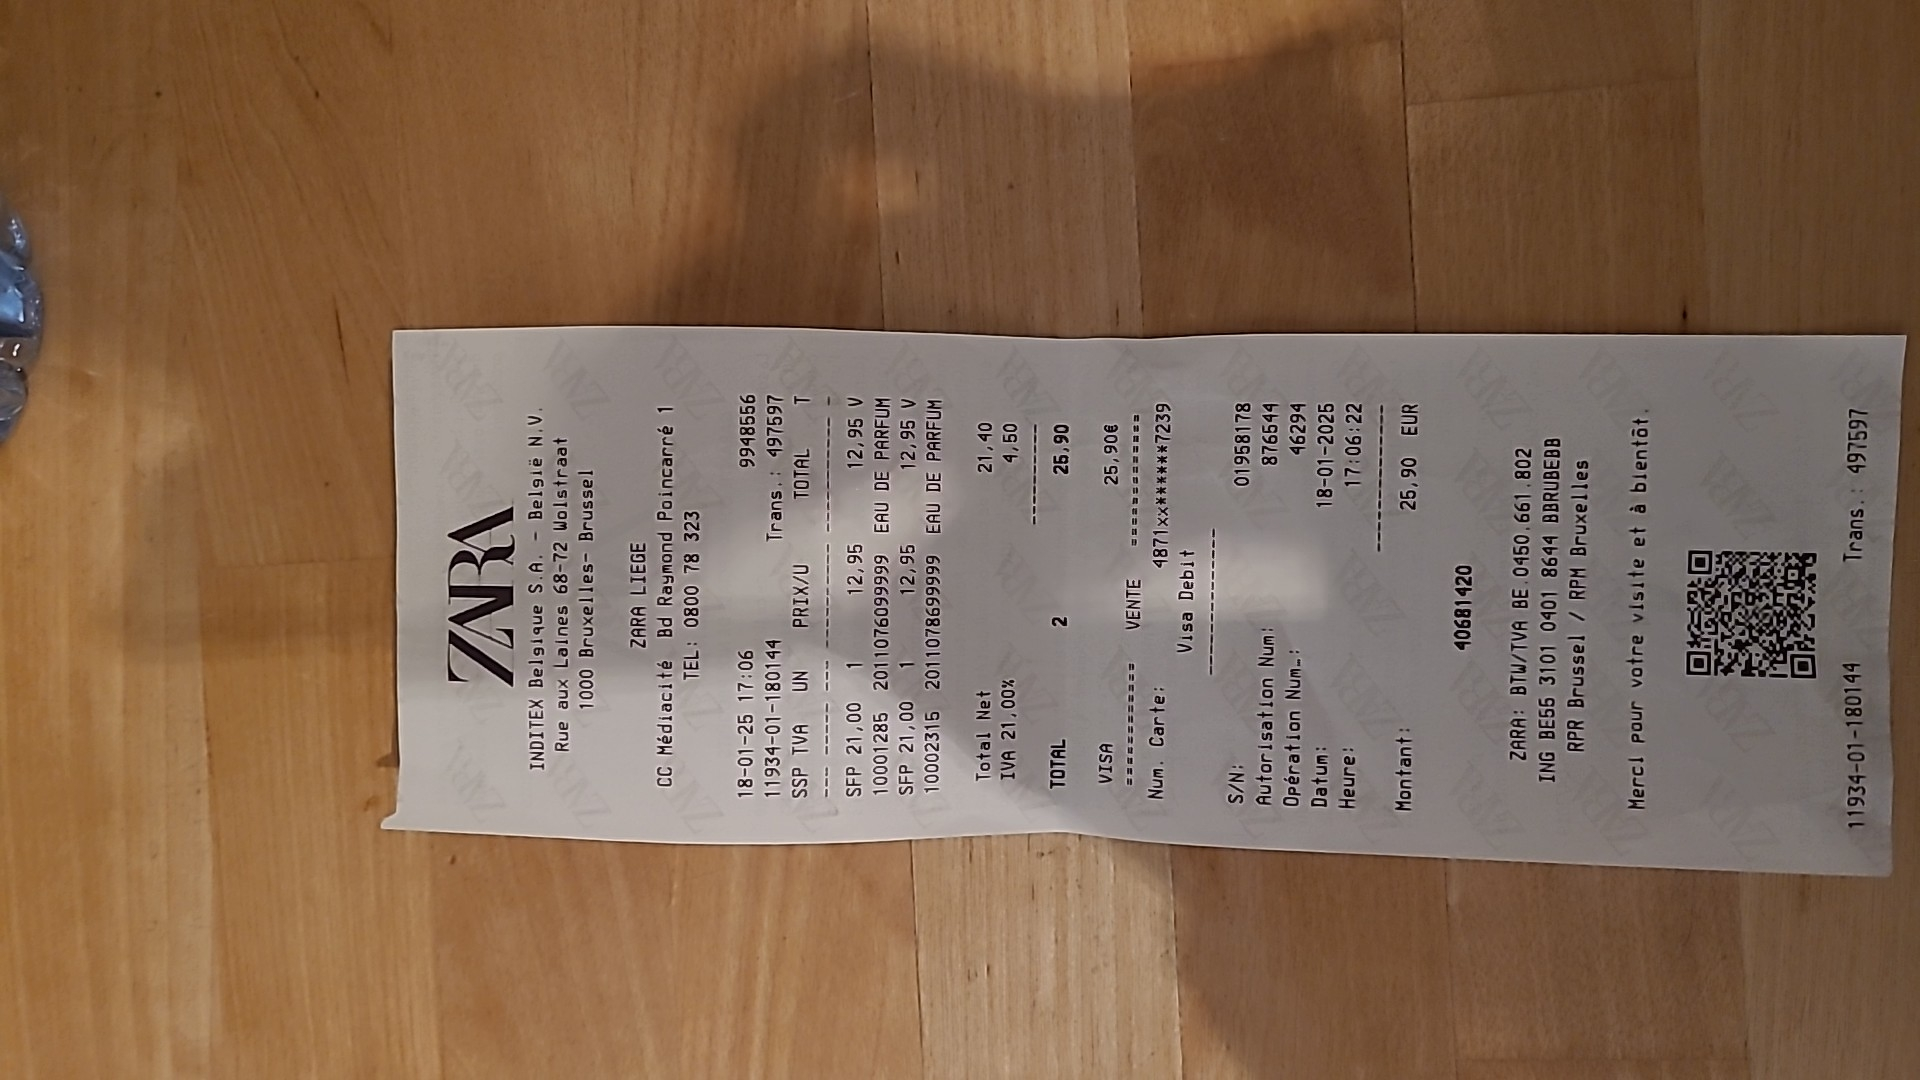 ZARA
INDITEX Belgique S.A. - België N.V.
Rue aux Laines 68-72 Wolstraat
1000 Bruxelles- Brussel
ZARA LIEGE
CC Médiacité Bd Raymond Poincarré 1
TEL: 0800 78 323
18-01-25 17:06 9948556
11934-01-180144 Trans.: 497597
SSP TVA UN PRIX/U TOTAL T
--- ----- --- --------- ------------ -
SFP 21,00 1 12,95 12,95 V
10001285 20110760999999 EAU DE PARFUM
SFP 21,00 1 12,95 12,95 V
10002315 20110786999999 EAU DE PARFUM
Total Net 21,40
IVA 21,00% 4,50
----------
TOTAL 2 25,90
VISA 25,90€
============ VENTE ============
Num. Carte: 4871xx******7239
Visa Debit
----------------
S/N: 01958178
Autorisation Num: 876544
Opération Num_: 46294
Datum: 18-01-2025
Heure: 17:06:22
----------------
Montant: 25,90 EUR
40681420
ZARA: BTW/TVA BE.0450.661.802
ING BE55 3101 0401 8644 BBRUBEBB
RPR Brussel / RPM Bruxelles
Merci pour votre visite et à bientôt.
11934-01-180144 Trans.: 497597